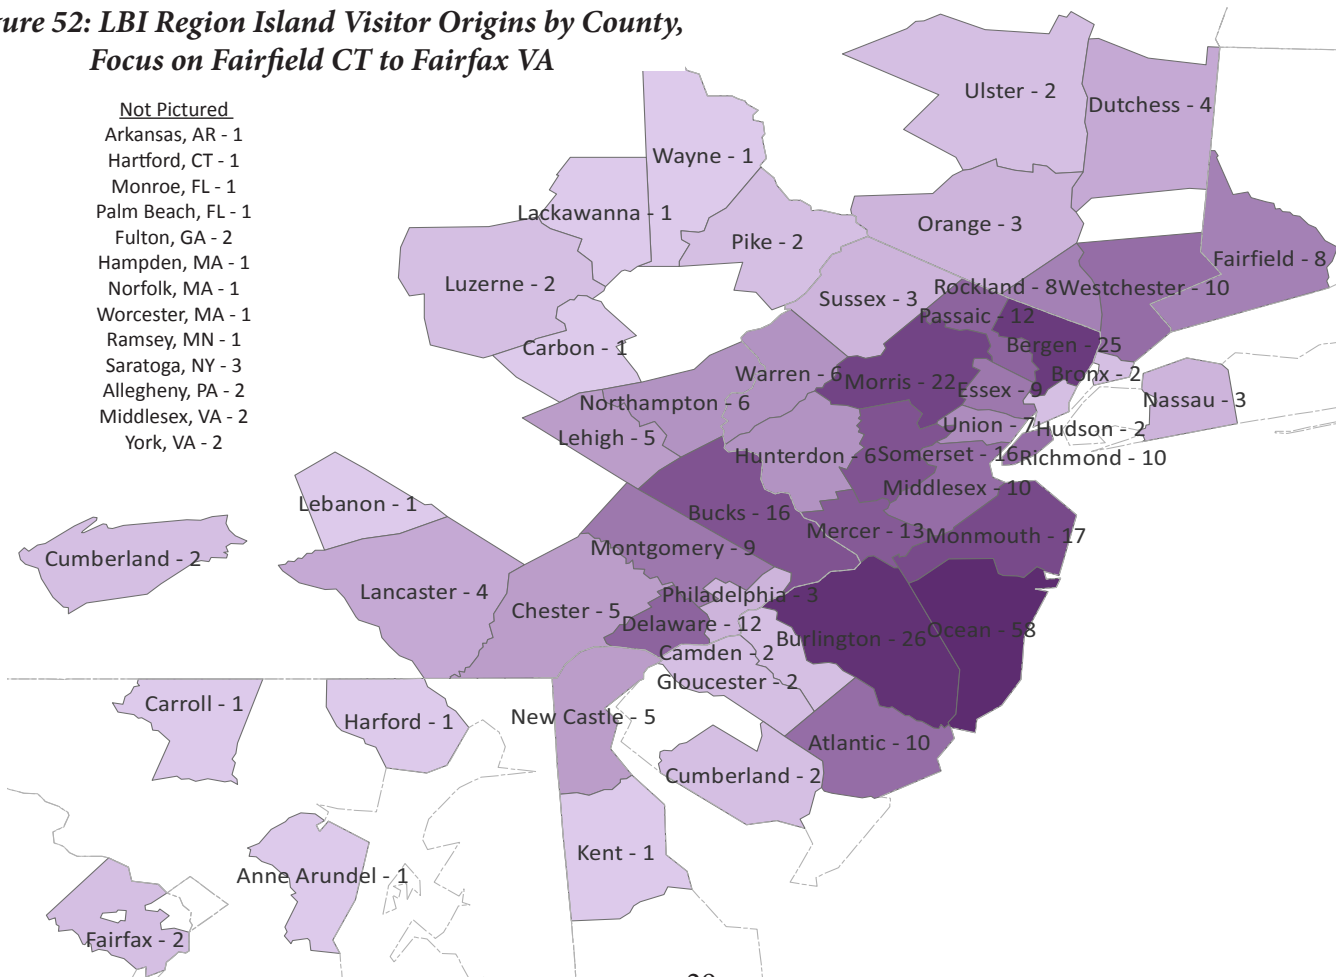 ure 52: LBI Region Island Visitor Origins by County,
Focus on Fairfield CT to Fairfax VA
Not Pictured
Arkansas, AR - 1
Hartford, CT - 1
Monroe, FL - 1
Palm Beach, FL - 1
Fulton, GA - 2
Hampden, MA - 1
Norfolk, MA - 1
Worcester, MA - 1
Ramsey, MN - 1
Saratoga, NY - 3
Allegheny, PA - 2
Middlesex, VA - 2
York, VA - 2
Ulster - 2
Dutchess - 4
Wayne - 1
Lackawanna - 1
Orange - 3
Pike - 2
Fairfield - 8
Luzerne - 2
Sussex - 3
Rockland - 8
Westchester - 10
Passaic - 12
Carbon - 1
Bergen - 25
Warren - 6
Morris - 22
Bronx - 2
Essex - 9
Nassau - 3
Northampton - 6
Union - 7
Hudson - 2
Lehigh - 5
Hunterdon - 6
Somerset - 16
Richmond - 10
Middlesex - 10
Lebanon - 1
Bucks - 16
Mercer - 13
Monmouth - 17
Cumberland - 2
Montgomery - 9
Lancaster - 4
Philadelphia - 3
Chester - 5
Delaware - 12
Burlington - 26
Ocean - 58
Camden - 2
Gloucester - 2
Carroll - 1
Harford - 1
New Castle - 5
Atlantic - 10
Cumberland - 2
Kent - 1
Anne Arundel - 1
Fairfax - 2